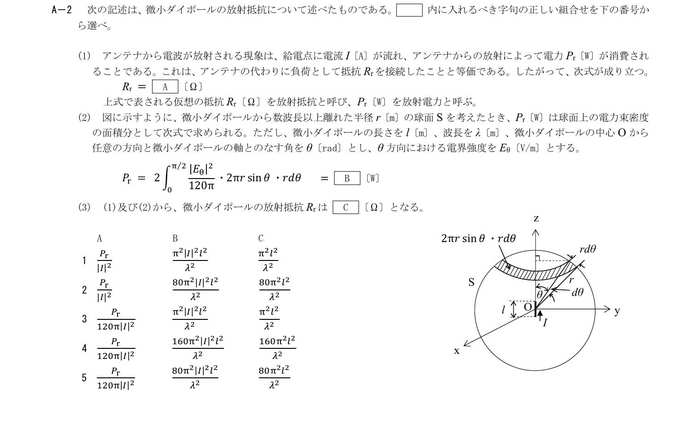 A－2　次の記述は、微小ダイポールの放射抵抗について述べたものである。□　内に入れるべき字句の正しい組合せを下の番号か
ら選べ。
(1)　アンテナから電波が放射される現象は、給電点に電流 I〔A〕が流れ、アンテナからの放射によって電力 Pr〔W〕が消費され
ることである。これは、アンテナの代わりに負荷として抵抗 Rr を接続したことと等価である。したがって、次式が成り立つ。
Rr = A〔Ω〕
上式で表される仮想の抵抗 Rr〔Ω〕を放射抵抗と呼び、Pr〔W〕を放射電力と呼ぶ。
(2)　図に示すように、微小ダイポールから数波長以上離れた半径 r〔m〕の球面 S を考えたとき、Pr〔W〕は球面上の電力束密度
の面積分として次式で求められる。ただし、微小ダイポールの長さを l〔m〕、波長を λ〔m〕、微小ダイポールの中心 O から
任意の方向と微小ダイポールの軸とのなす角を θ〔rad〕とし、θ 方向における電界強度を Eθ〔V/m〕とする。
Pr = 2∫0^π/2 |Eθ|²/120π ・2πr sin θ ・rdθ = B〔W〕
(3)　(1)及び(2)から、微小ダイポールの放射抵抗 Rr は C〔Ω〕となる。
A B C
1 Pr/|I|² π²|I|²l²/λ² π²l²/λ²
2 Pr/|I|² 80π²|I|²l²/λ² 80π²l²/λ²
3 Pr/120π|I|² π²|I|²l²/λ² π²l²/λ²
4 Pr/120π|I|² 160π²|I|²l²/λ² 160π²l²/λ²
5 Pr/120π|I|² 80π²|I|²l²/λ² 80π²l²/λ²
z
2πr sin θ ・rdθ
rdθ
S
r
θ
dθ
l
O
I
y
x